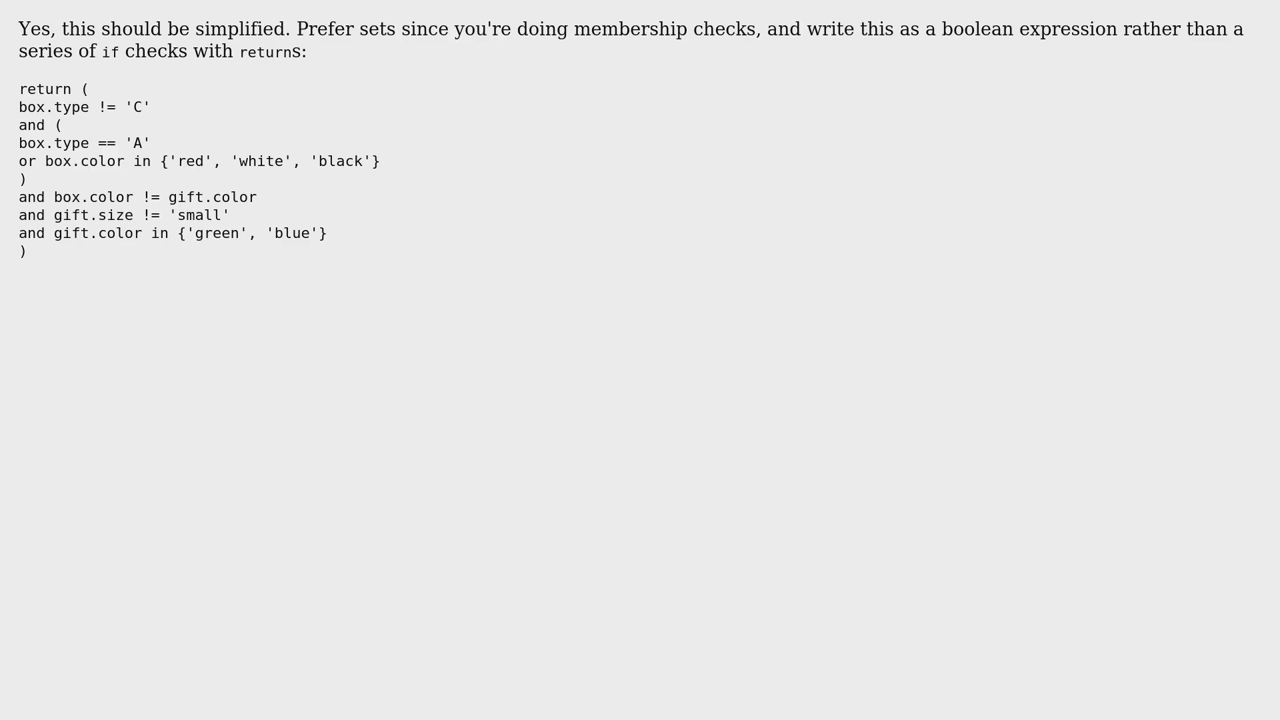 Yes, this should be simplified. Prefer sets since you're doing membership checks, and write this as a boolean expression rather than a
series of if checks with returns:
return (
box.type != 'C'
and (
box.type == 'A'
or box.color in {'red', 'white', 'black'}
)
and box.color != gift.color
and gift.size != 'small'
and gift.color in {'green', 'blue'}
)